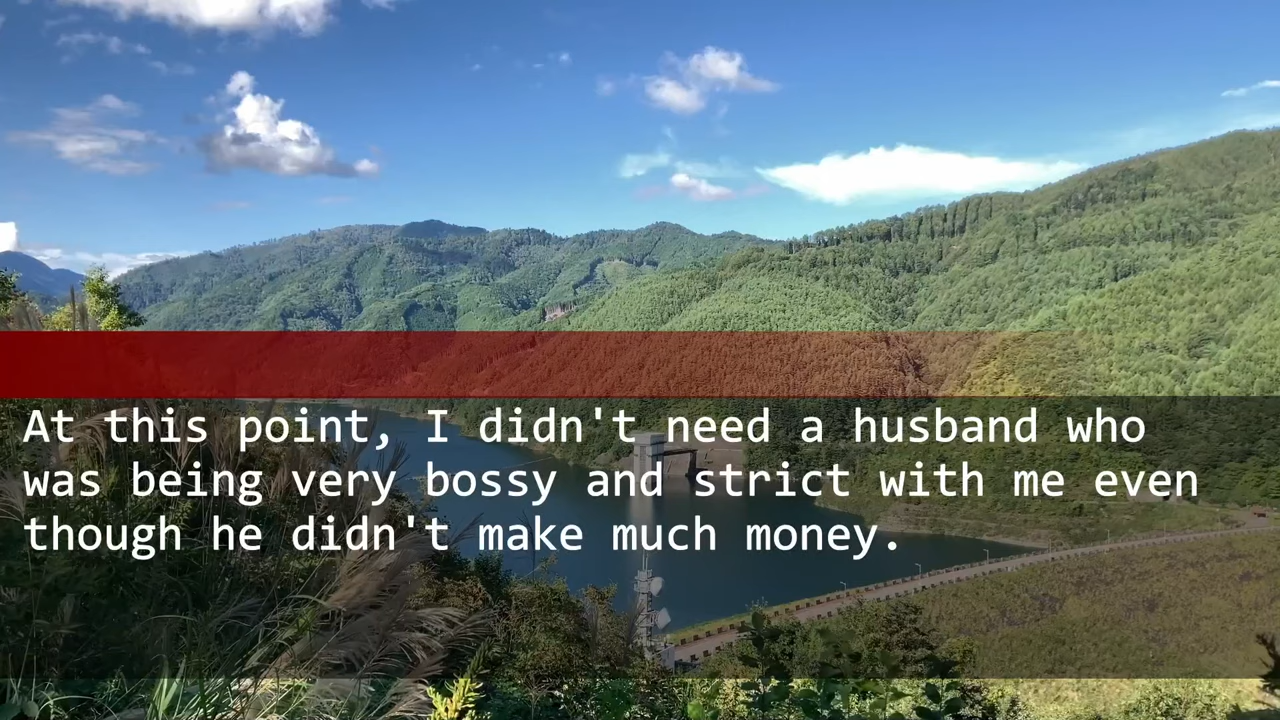 At this point, I didn't need a husband who
was being very bossy and strict with me even
though he didn't make much money.